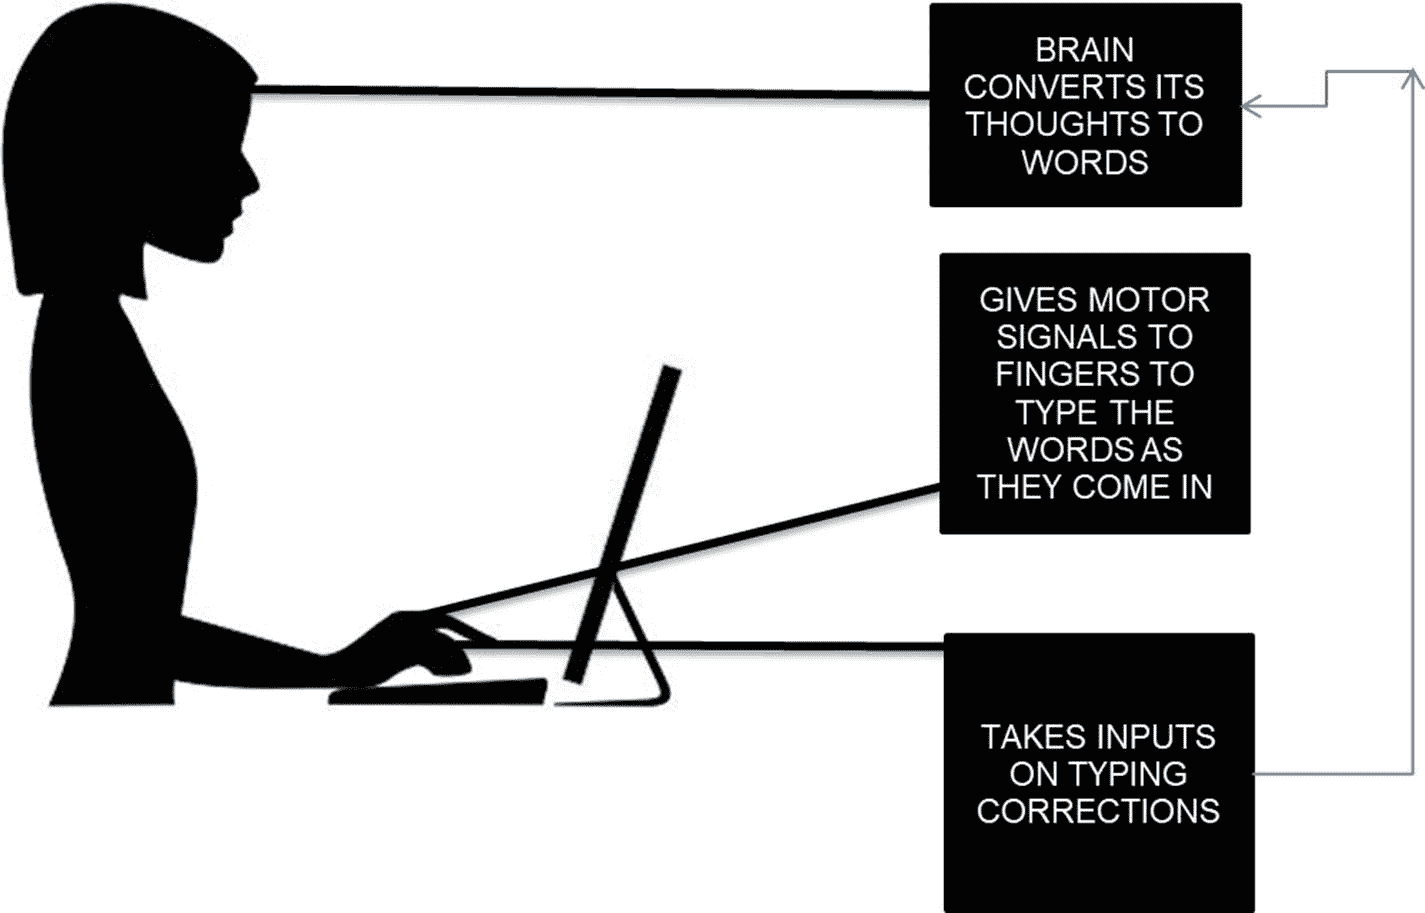 BRAIN
CONVERTS ITS
THOUGHTS TO
WORDS
GIVES MOTOR
SIGNALS TO
FINGERS TO
TYPE THE
WORDS AS
THEY COME IN
TAKES INPUTS
ON TYPING
CORRECTIONS